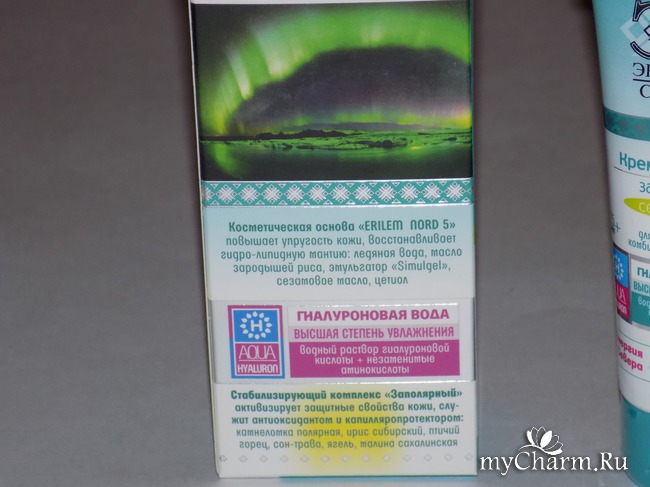 Косметическая основа «ERILEM NORD 5»
повышает упругость кожи, восстанавливает
гидро-липидную мантию: ледяная вода, масло
зародышей риса, эмульгатор «Simulgel»,
сезамовое масло, цетиол
ГИАЛУРОНОВАЯ ВОДА
ВЫСШАЯ СТЕПЕНЬ УВЛАЖНЕНИЯ
водный раствор гиалуроновой
кислоты + незаменитые
аминокислоты
H
AQUA
HYALURON
Стабилизирующий комплекс «Заполярный»
активизирует защитные свойства кожи, слу-
жит антиоксидантом и капилляропротектором:
камнеломка полярная, ирис сибирский, птичий
горец, сон-трава, ягель, малина сахалинская
Крем
AQUA
myCharm.Ru